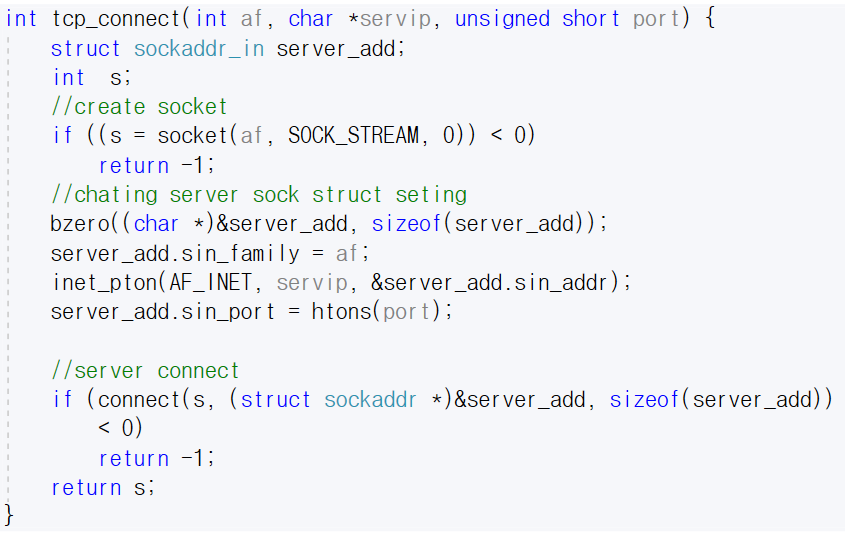 int tcp_connect(int af, char *servip, unsigned short port) {
struct sockaddr_in server_add;
int  s;
//create socket
if ((s = socket(af, SOCK_STREAM, 0)) < 0)
return -1;
//chating server sock struct seting
bzero((char *)&server_add, sizeof(server_add));
server_add.sin_family = af;
inet_pton(AF_INET, servip, &server_add.sin_addr);
server_add.sin_port = htons(port);
//server connect
if (connect(s, (struct sockaddr *)&server_add, sizeof(server_add))
< 0)
return -1;
return s;
}